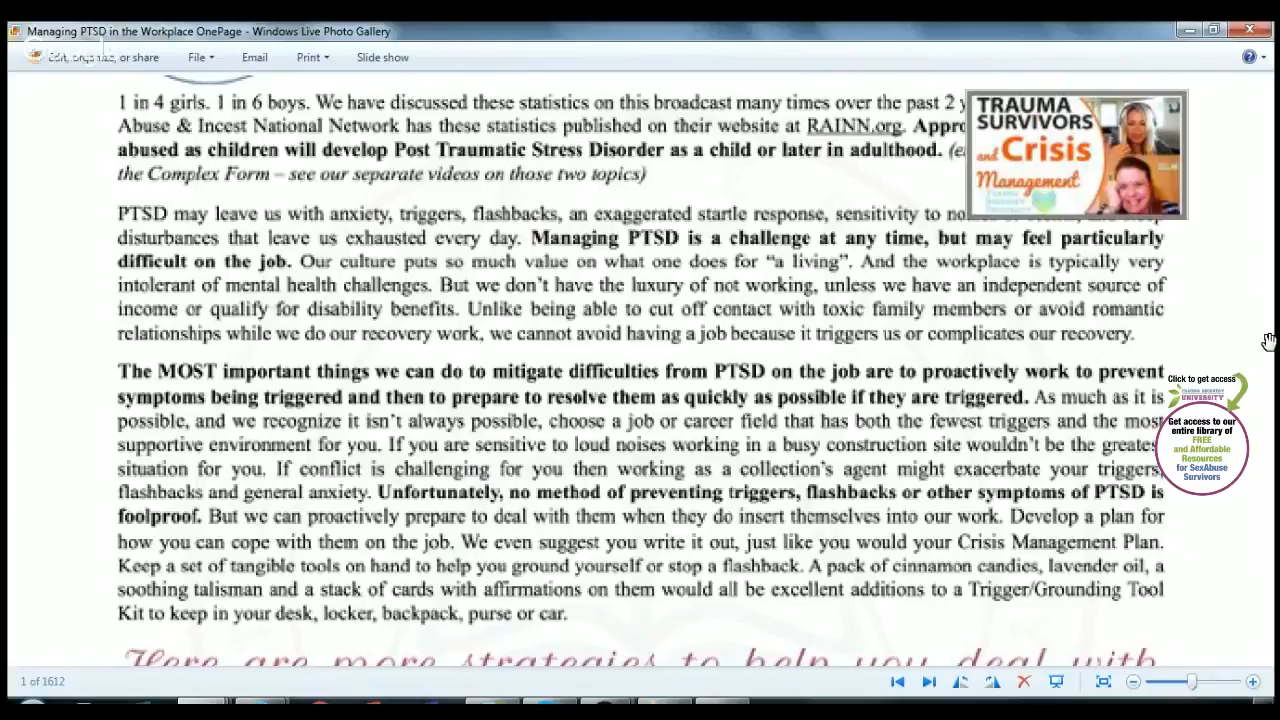 Managing PTSD in the Workplace OnePage - Windows Live Photo Gallery
Edit, organize, or share File Email Print Slide show
1 in 4 girls. 1 in 6 boys. We have discussed these statistics on this broadcast many times over the past 2
Abuse & Incest National Network has these statistics published on their website at RAINN.org.
abused as children will develop Post Traumatic Stress Disorder as a child or later in adulthood.
the Complex Form – see our separate videos on those two topics)
TRAUMA
SURVIVORS
and Crisis
Management
PTSD may leave us with anxiety, triggers, flashbacks, an exaggerated startle response, sensitivity to
disturbances that leave us exhausted every day. Managing PTSD is a challenge at any time, but may feel particularly
difficult on the job. Our culture puts so much value on what one does for “a living”. And the workplace is typically very
intolerant of mental health challenges. But we don’t have the luxury of not working, unless we have an independent source of
income or qualify for disability benefits. Unlike being able to cut off contact with toxic family members or avoid romantic
relationships while we do our recovery work, we cannot avoid having a job because it triggers us or complicates our recovery.
The MOST important things we can do to mitigate difficulties from PTSD on the job are to proactively work to prevent
symptoms being triggered and then to prepare to resolve them as quickly as possible if they are triggered. As much as it is
possible, and we recognize it isn’t always possible, choose a job or career field that has both the fewest triggers and the most
supportive environment for you. If you are sensitive to loud noises working in a busy construction site wouldn’t be the greatest
situation for you. If conflict is challenging for you then working as a collection’s agent might exacerbate your triggers,
flashbacks and general anxiety. Unfortunately, no method of preventing triggers, flashbacks or other symptoms of PTSD is
foolproof. But we can proactively prepare to deal with them when they do insert themselves into our work. Develop a plan for
how you can cope with them on the job. We even suggest you write it out, just like you would your Crisis Management Plan.
Keep a set of tangible tools on hand to help you ground yourself or stop a flashback. A pack of cinnamon candies, lavender oil, a
soothing talisman and a stack of cards with affirmations on them would all be excellent additions to a Trigger/Grounding Tool
Kit to keep in your desk, locker, backpack, purse or car.
Here are more strategies to help you deal with
Click to get access
TRAUMA RECOVERY
UNIVERSITY
Get access to our
entire library of
FREE
and Affordable
Resources
for SexAbuse
Survivors
1 of 1612